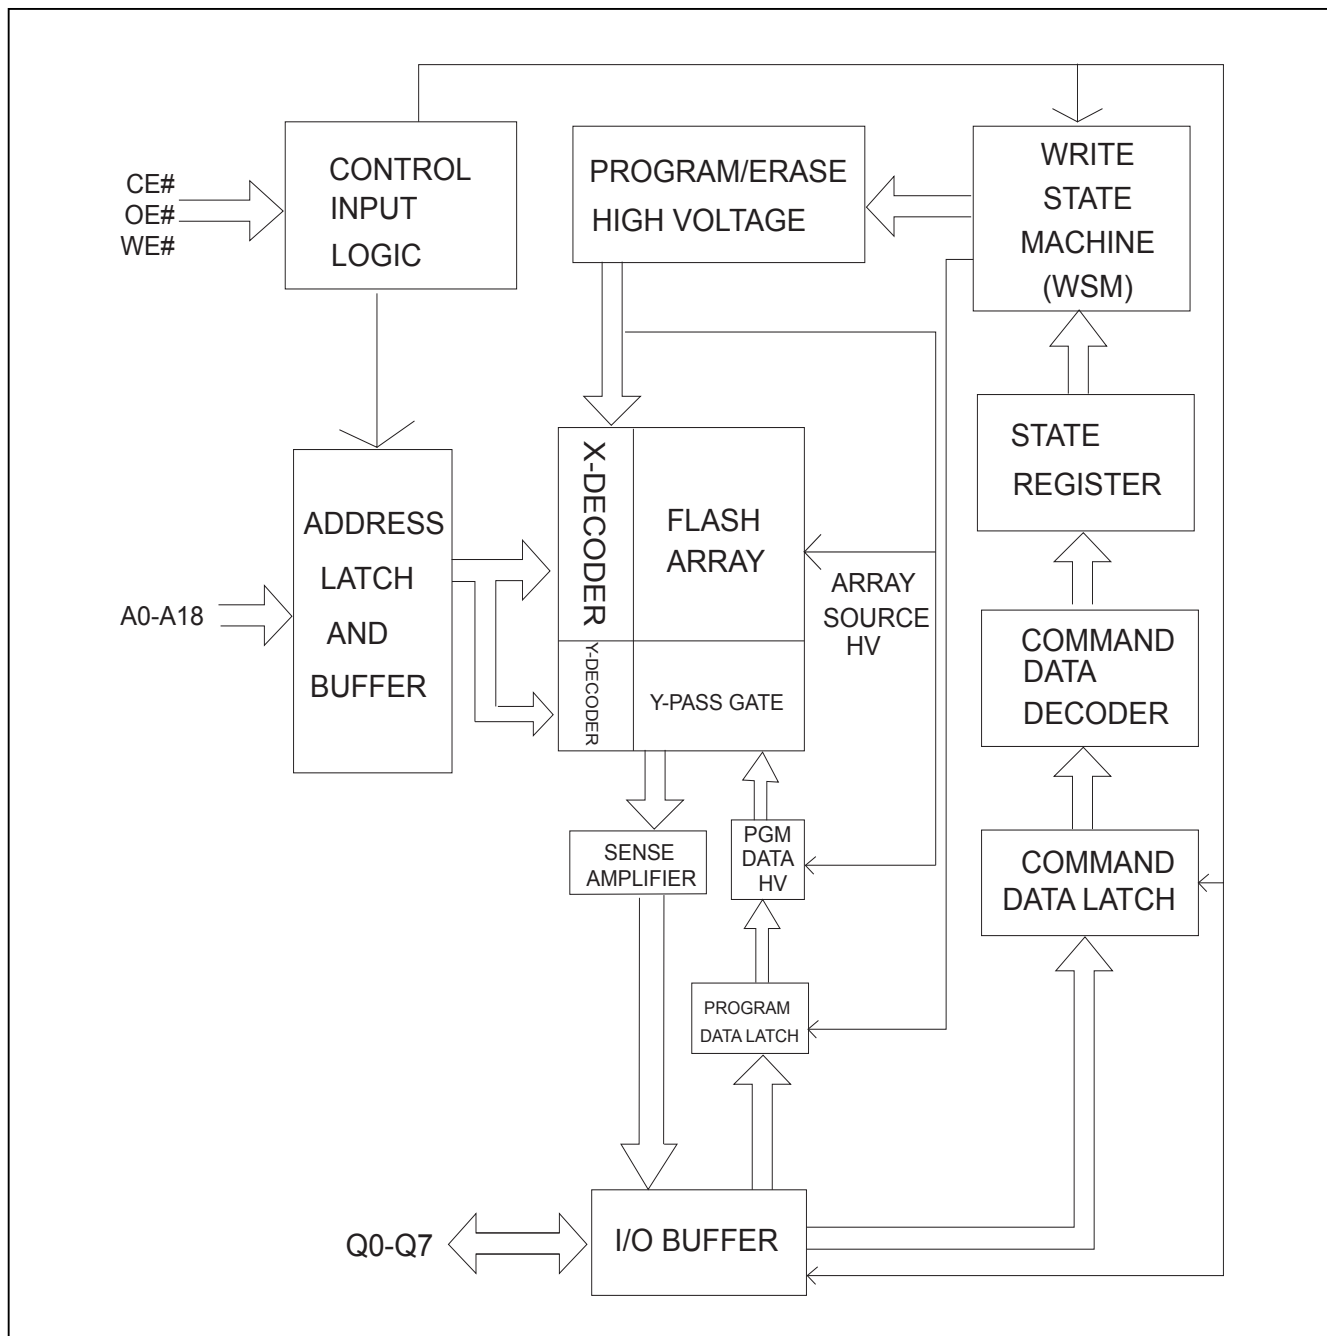 CE#
OE#
WE#
CONTROL
INPUT
LOGIC
PROGRAM/ERASE
HIGH VOLTAGE
WRITE
STATE
MACHINE
(WSM)
STATE
REGISTER
A0-A18
ADDRESS
LATCH
AND
BUFFER
X-DECODER
FLASH
ARRAY
ARRAY
SOURCE
HV
Y-DECODER
Y-PASS GATE
COMMAND
DATA
DECODER
SENSE
AMPLIFIER
PGM
DATA
HV
COMMAND
DATA LATCH
PROGRAM
DATA LATCH
Q0-Q7
I/O BUFFER